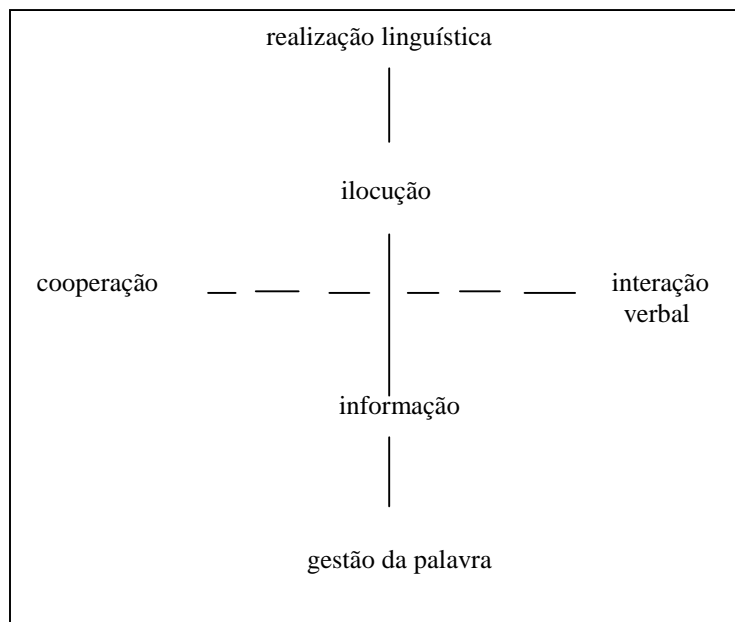 realização linguística
ilocução
cooperação
interação
verbal
informação
gestão da palavra